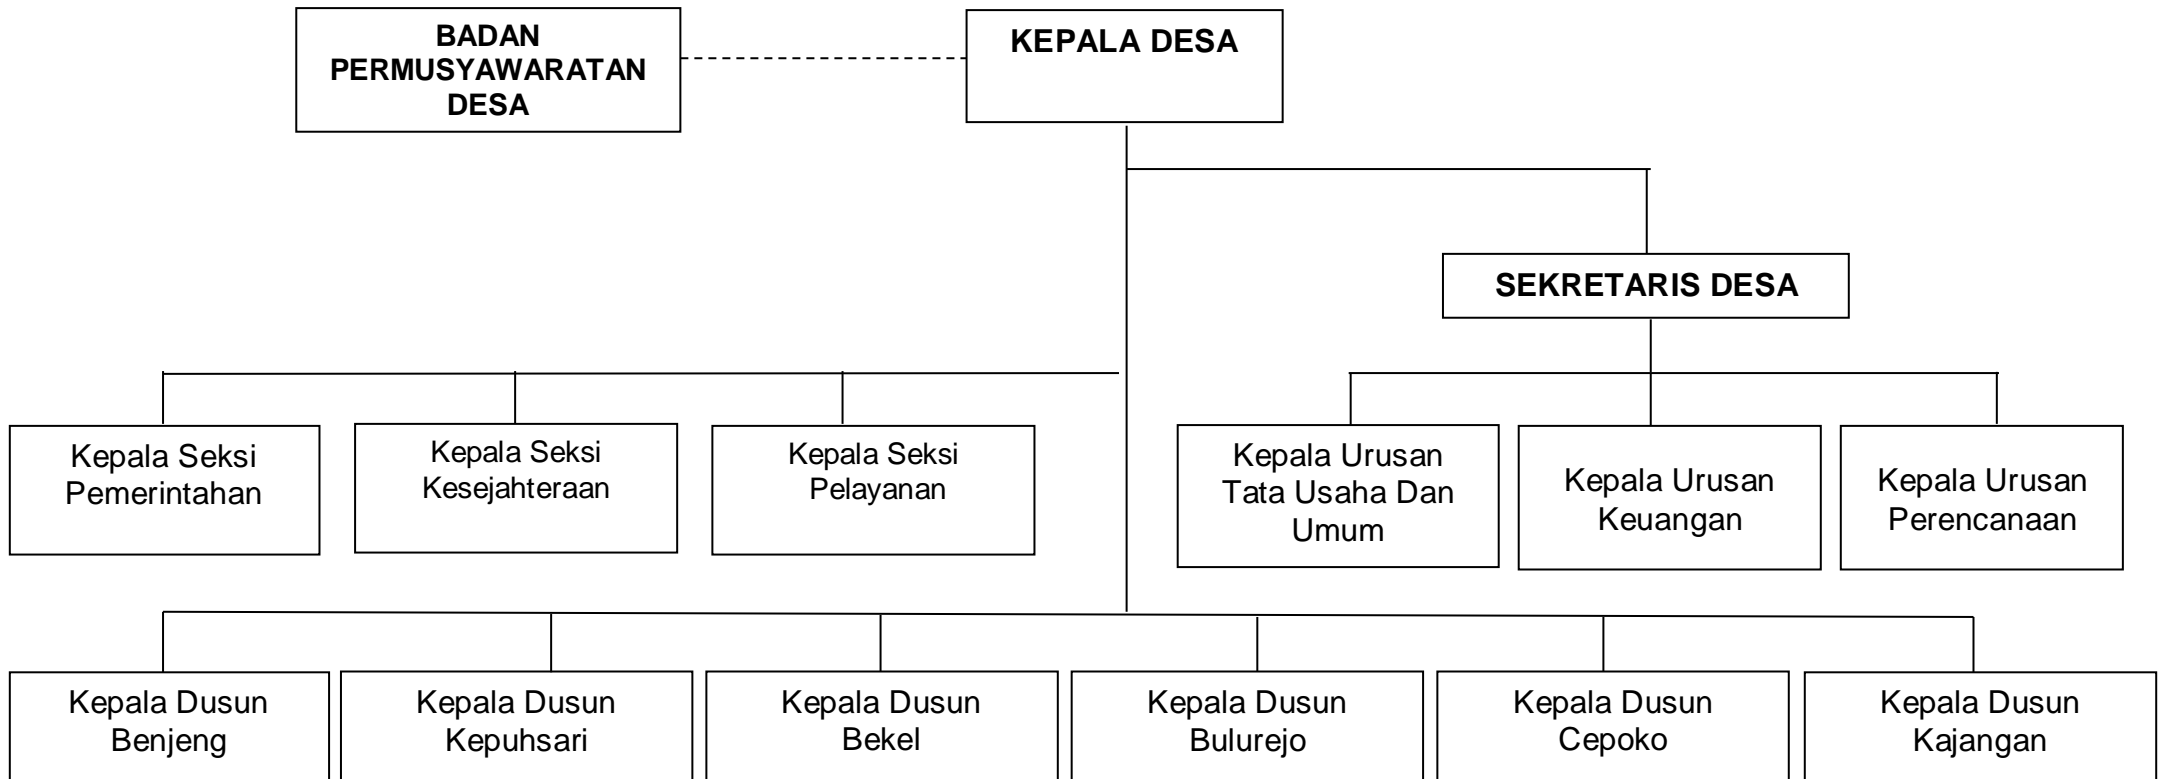 BADAN
PERMUSYAWARATAN
DESA
KEPALA DESA
SEKRETARIS DESA
Kepala Seksi
Pemerintahan
Kepala Seksi
Kesejahteraan
Kepala Seksi
Pelayanan
Kepala Urusan
Tata Usaha Dan
Umum
Kepala Urusan
Keuangan
Kepala Urusan
Perencanaan
Kepala Dusun
Benjeng
Kepala Dusun
Kepuhsari
Kepala Dusun
Bekel
Kepala Dusun
Bulurejo
Kepala Dusun
Cepoko
Kepala Dusun
Kajangan